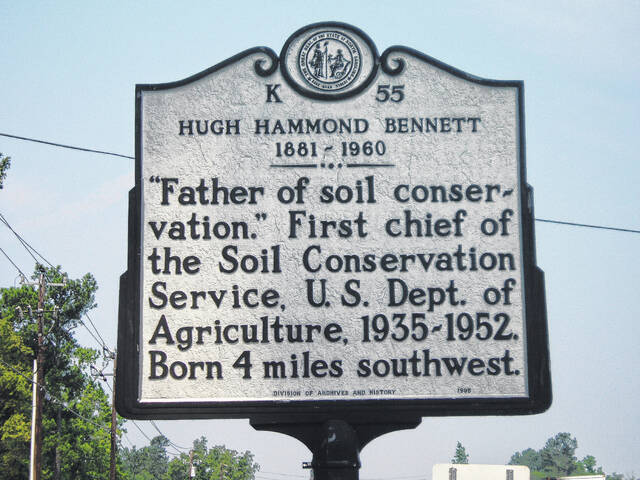 K 55
HUGH HAMMOND BENNETT
1881 - 1960
"Father of soil conser-
vation." First chief of
the Soil Conservation
Service, U. S. Dept. of
Agriculture, 1935-1952.
Born 4 miles southwest.
DIVISION OF ARCHIVES AND HISTORY